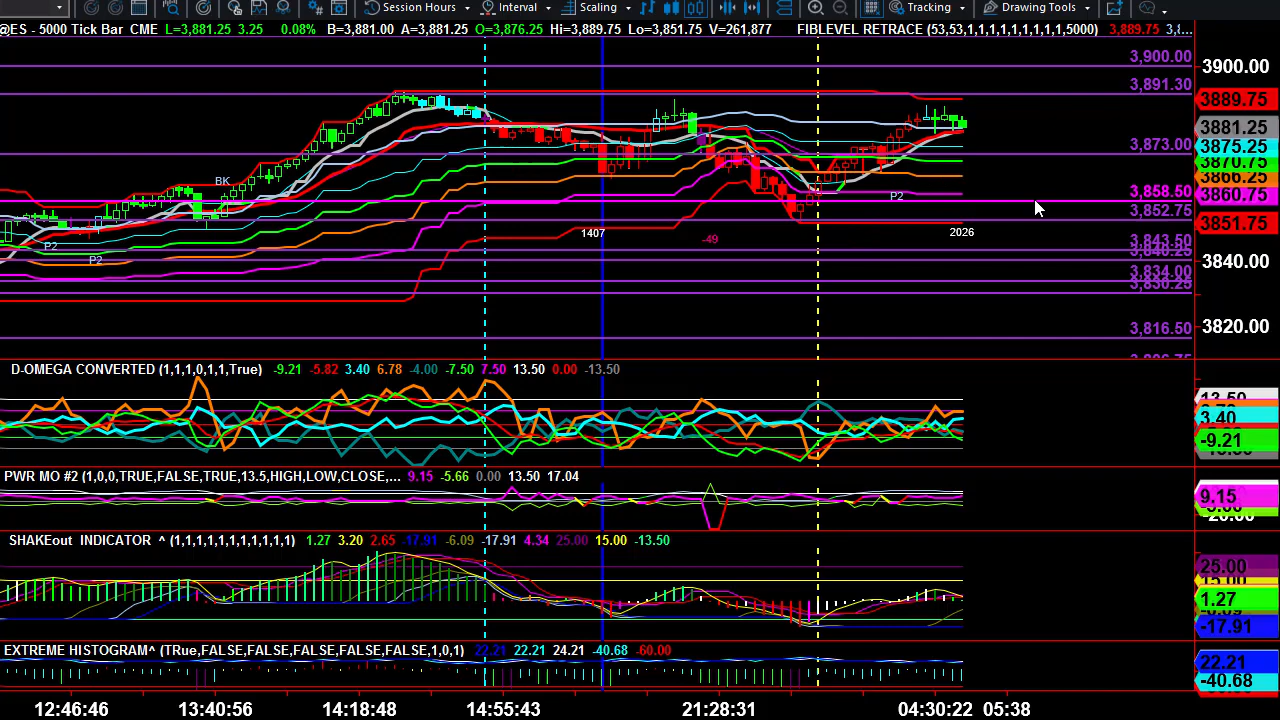 Session Hours Interval Scaling Tracking Drawing Tools
@ES - 5000 Tick Bar CME L=3,881.25 3.25 0.08% B=3,881.00 A=3,881.25 O=3,876.25 Hi=3,889.75 Lo=3,851.75 V=261,877 FIBLEVEL RETRACE (53,53,1,1,1,1,1,1,1,1,1,5000) 3,889.75 3,8...
3,900.00 3900.00
3,891.30
3889.75
3881.25
3,873.00 3875.25
3870.75
3866.25
BK
3,858.50 3860.75
P2
3,852.75
3851.75
1407 -49 2026
3,843.50
P2
3,840.25
P2 3840.00
3,834.00
3,830.25
3,816.50 3820.00
D-OMEGA CONVERTED (1,1,1,0,1,1,True) -9.21 -5.82 3.40 6.78 -4.00 -7.50 7.50 13.50 0.00 -13.50
13.50
3.40
-9.21
PWR MO #2 (1,0,0,TRUE,FALSE,TRUE,13.5,HIGH,LOW,CLOSE,... 9.15 -5.66 0.00 13.50 17.04
9.15
SHAKEout INDICATOR ^ (1,1,1,1,1,1,1,1,1,1,1,1) 1.27 3.20 2.65 -17.91 -6.09 -17.91 4.34 25.00 15.00 -13.50
25.00
15.00
1.27
-17.91
EXTREME HISTOGRAM^ (TRue,FALSE,FALSE,FALSE,FALSE,FALSE,1,0,1) 22.21 22.21 24.21 -40.68 -60.00
22.21
-40.68
12:46:46 13:40:56 14:18:48 14:55:43 21:28:31 04:30:22 05:38